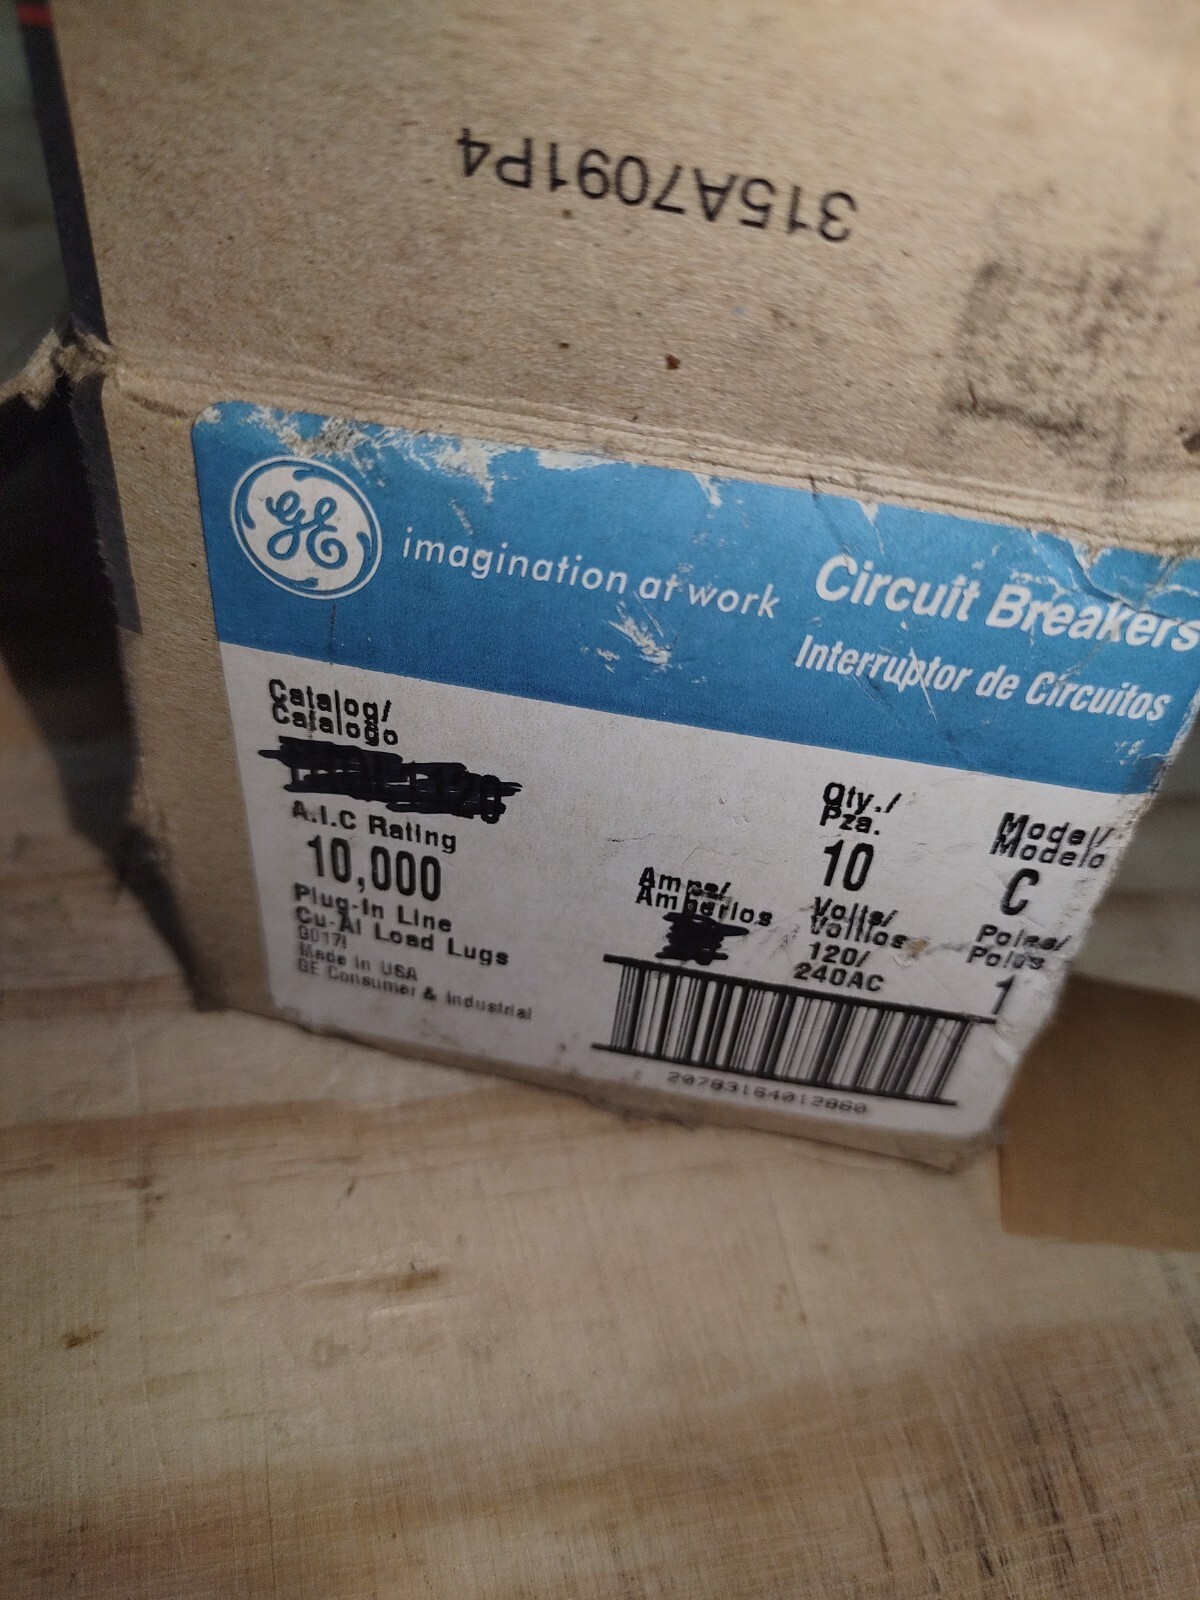 315A7091P4
GE
imagination at work
Circuit Breakers
Interruptor de Circuitos
Catalog/
Catalogo
A.I.C Rating
10,000
Plug-In Line
Cu-Al Load Lugs
Made in USA
GE Consumer & Industrial
Amps/
Amperios
Qty./
Pza.
10
Volts/
Voltios
120/
240AC
Model/
Modelo
C
Poles/
Polos
1
20783164012860